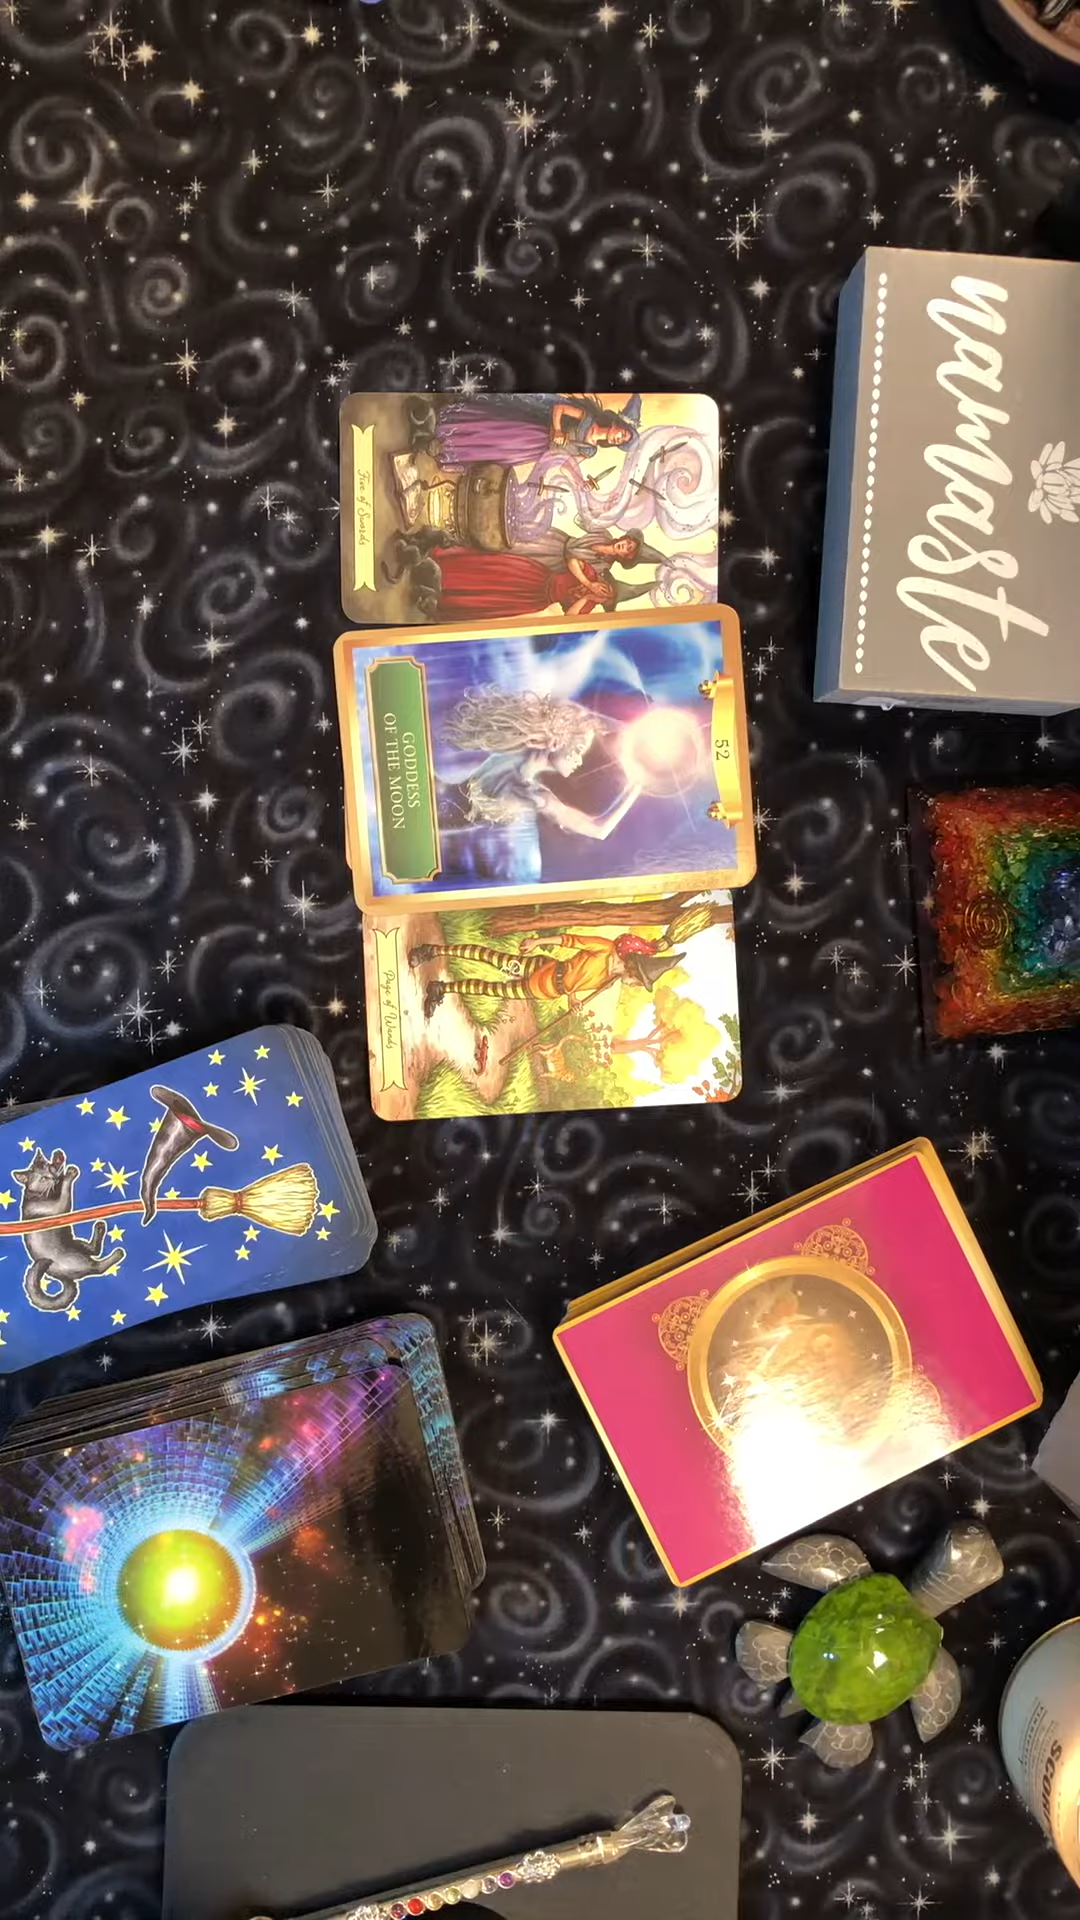 namaste
Five of Swords
52
GODDESS
OF THE MOON
Page of Wands